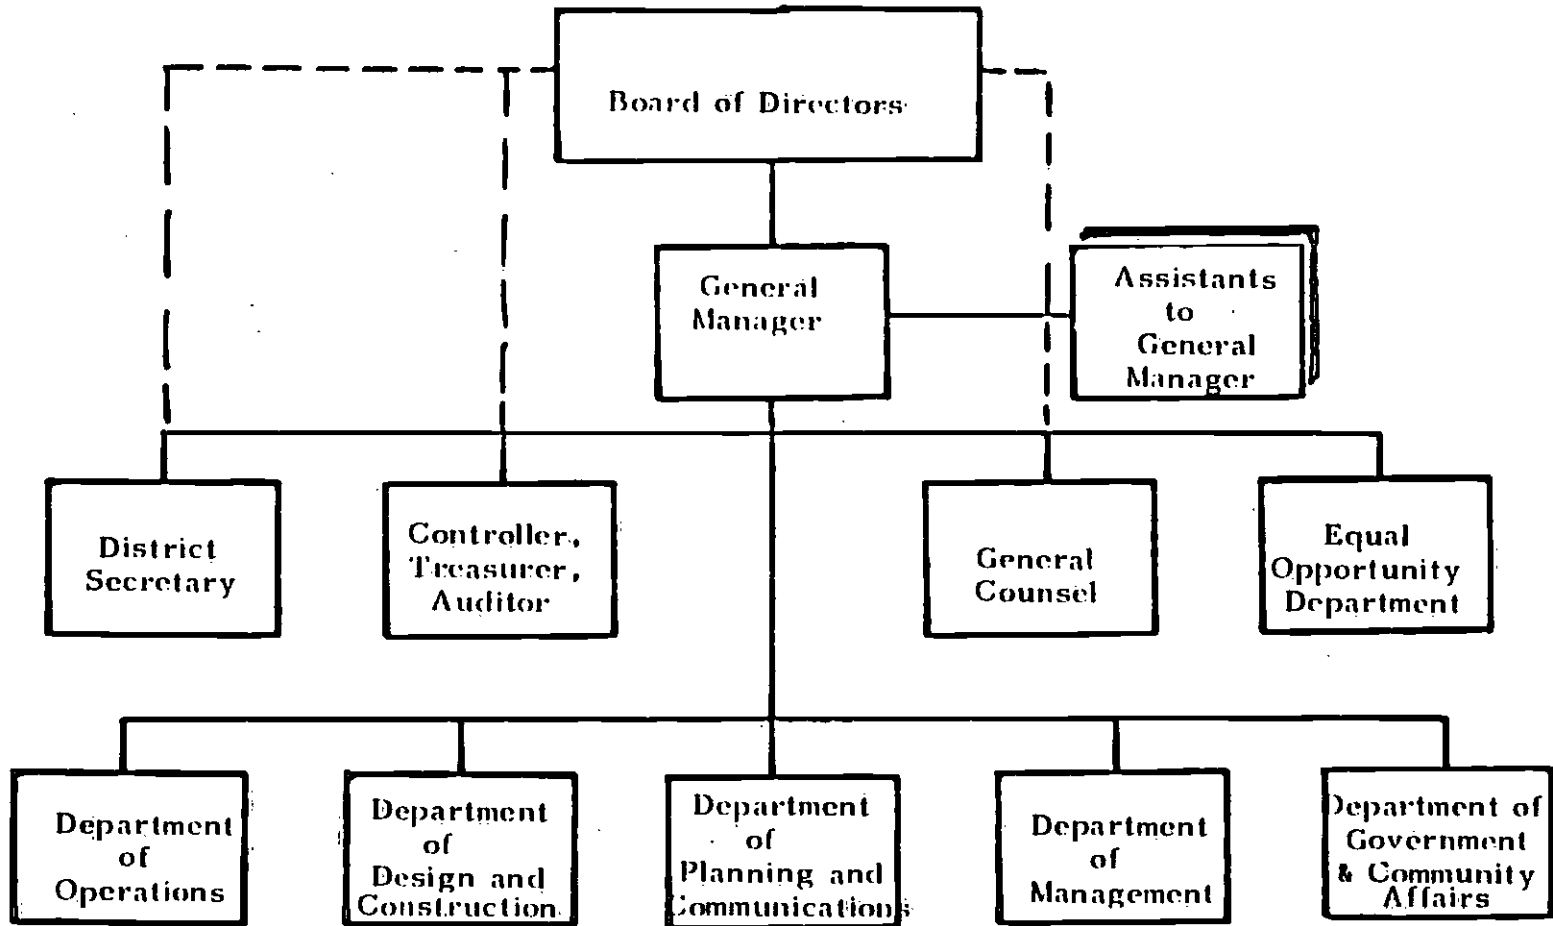 Board of Directors
General
Manager
Assistants
to
General
Manager
District
Secretary
Controller,
Treasurer,
Auditor
General
Counsel
Equal
Opportunity
Department
Department
of
Operations
Department
of
Design and
Construction
Department
of
Planning and
Communications
Department
of
Management
Department of
Government
& Community
Affairs